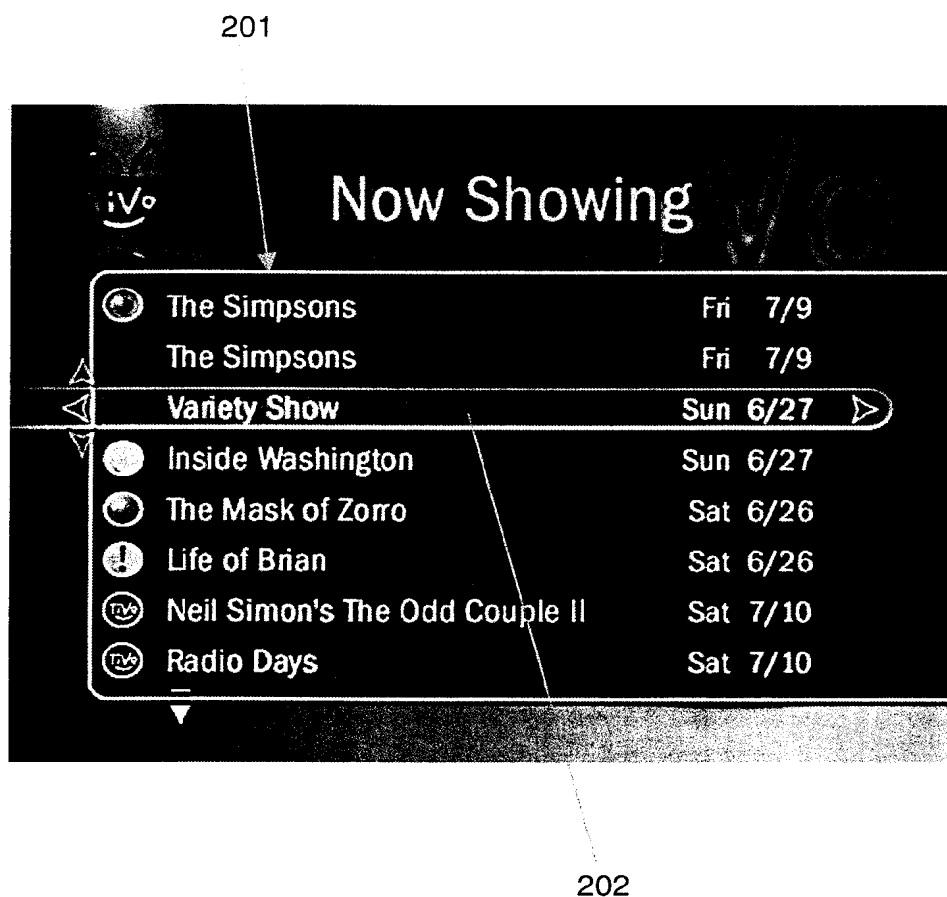 201
TiVo
Now Showing
The Simpsons Fri 7/9
The Simpsons Fri 7/9
Variety Show Sun 6/27
Inside Washington Sun 6/27
The Mask of Zorro Sat 6/26
! Life of Brian Sat 6/26
TiVo Neil Simon's The Odd Couple II Sat 7/10
TiVo Radio Days Sat 7/10
202